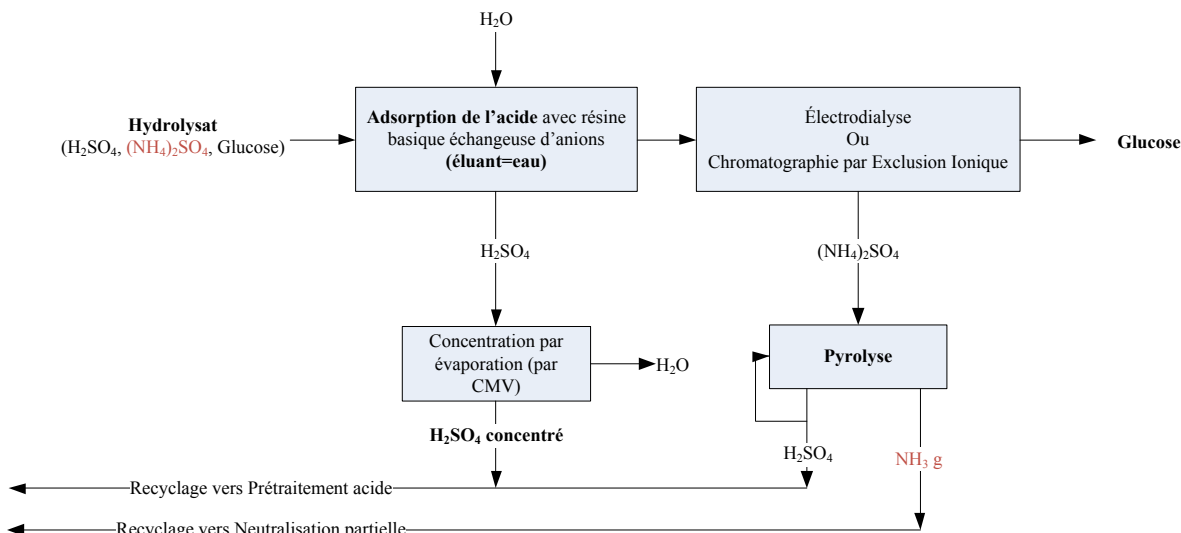 H₂O
Hydrolysat
(H₂SO₄, (NH₄)₂SO₄, Glucose)
Adsorption de l’acide avec résine
basique échangeuse d’anions
(éluant=eau)
Électrodialyse
Ou
Chromatographie par Exclusion Ionique
Glucose
H₂SO₄
(NH₄)₂SO₄
Concentration par
évaporation (par
CMV)
H₂O
Pyrolyse
H₂SO₄ concentré
H₂SO₄
NH₃ g
Recyclage vers Prétraitement acide
Recyclage vers Neutralisation partielle